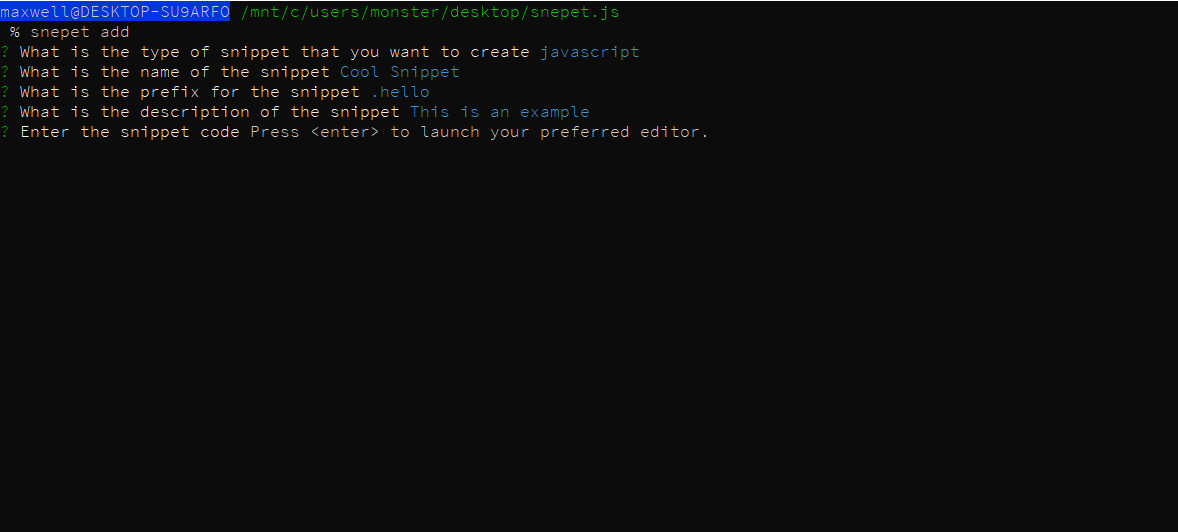 maxwell@DESKTOP-SU9ARFO /mnt/c/users/monster/desktop/snepet.js
% snepet add
? What is the type of snippet that you want to create javascript
? What is the name of the snippet Cool Snippet
? What is the prefix for the snippet .hello
? What is the description of the snippet This is an example
? Enter the snippet code Press <enter> to launch your preferred editor.